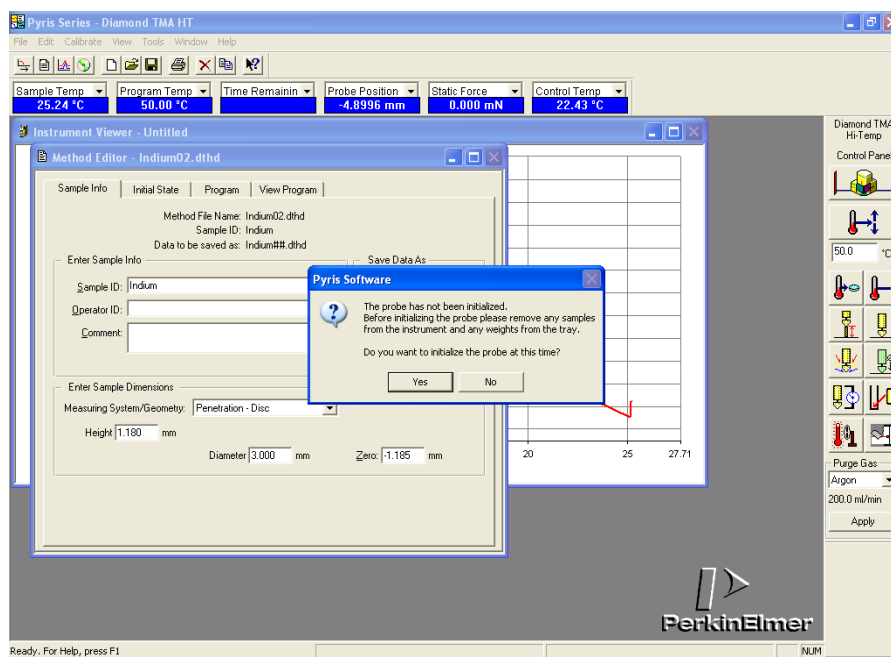 Pyris Series - Diamond TMA HT
File Edit Calibrate View Tools Window Help
Sample Temp Program Temp Time Remainin Probe Position Static Force Control Temp
25.24 °C 50.00 °C -4.8996 mm 0.000 mN 22.43 °C
Instrument Viewer - Untitled
Method Editor - Indium02.dthd
Sample Info Initial State Program View Program
Method File Name: Indium02.dthd
Sample ID: Indium
Data to be saved as: Indium##.dthd
Enter Sample Info Save Data As
Sample ID: Indium
Operator ID:
Comment:
Pyris Software
The probe has not been initialized.
Before initializing the probe please remove any samples
from the instrument and any weights from the tray.
Do you want to initialize the probe at this time?
Yes No
Enter Sample Dimensions
Measuring System/Geometry: Penetration - Disc
Height 1.180 mm
Diameter 3.000 mm Zero: -1.185 mm
20 25 27.71
Diamond TMA
Hi-Temp
Control Pane
50.0 °C
Purge Gas
Argon
200.0 ml/min
Apply
PerkinElmer
Ready. For Help, press F1 NUM